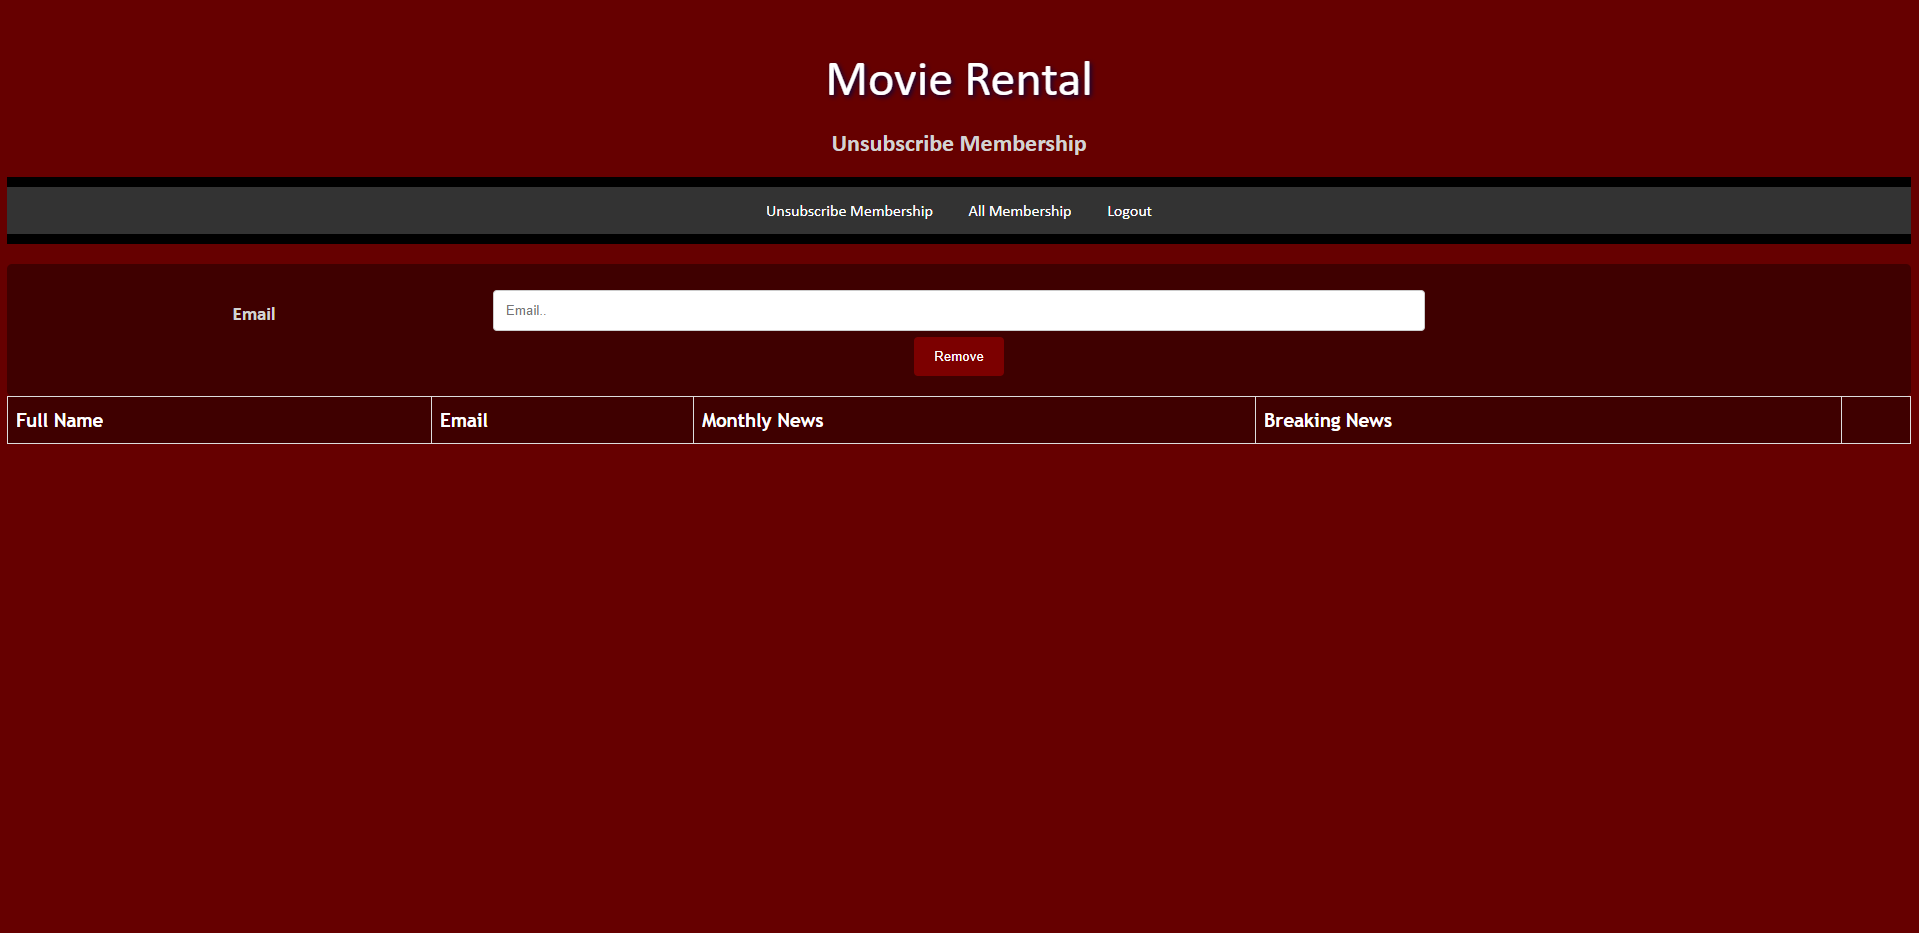 Movie Rental
Unsubscribe Membership
Unsubscribe Membership All Membership Logout
Email Email..
Remove
Full Name Email Monthly News Breaking News